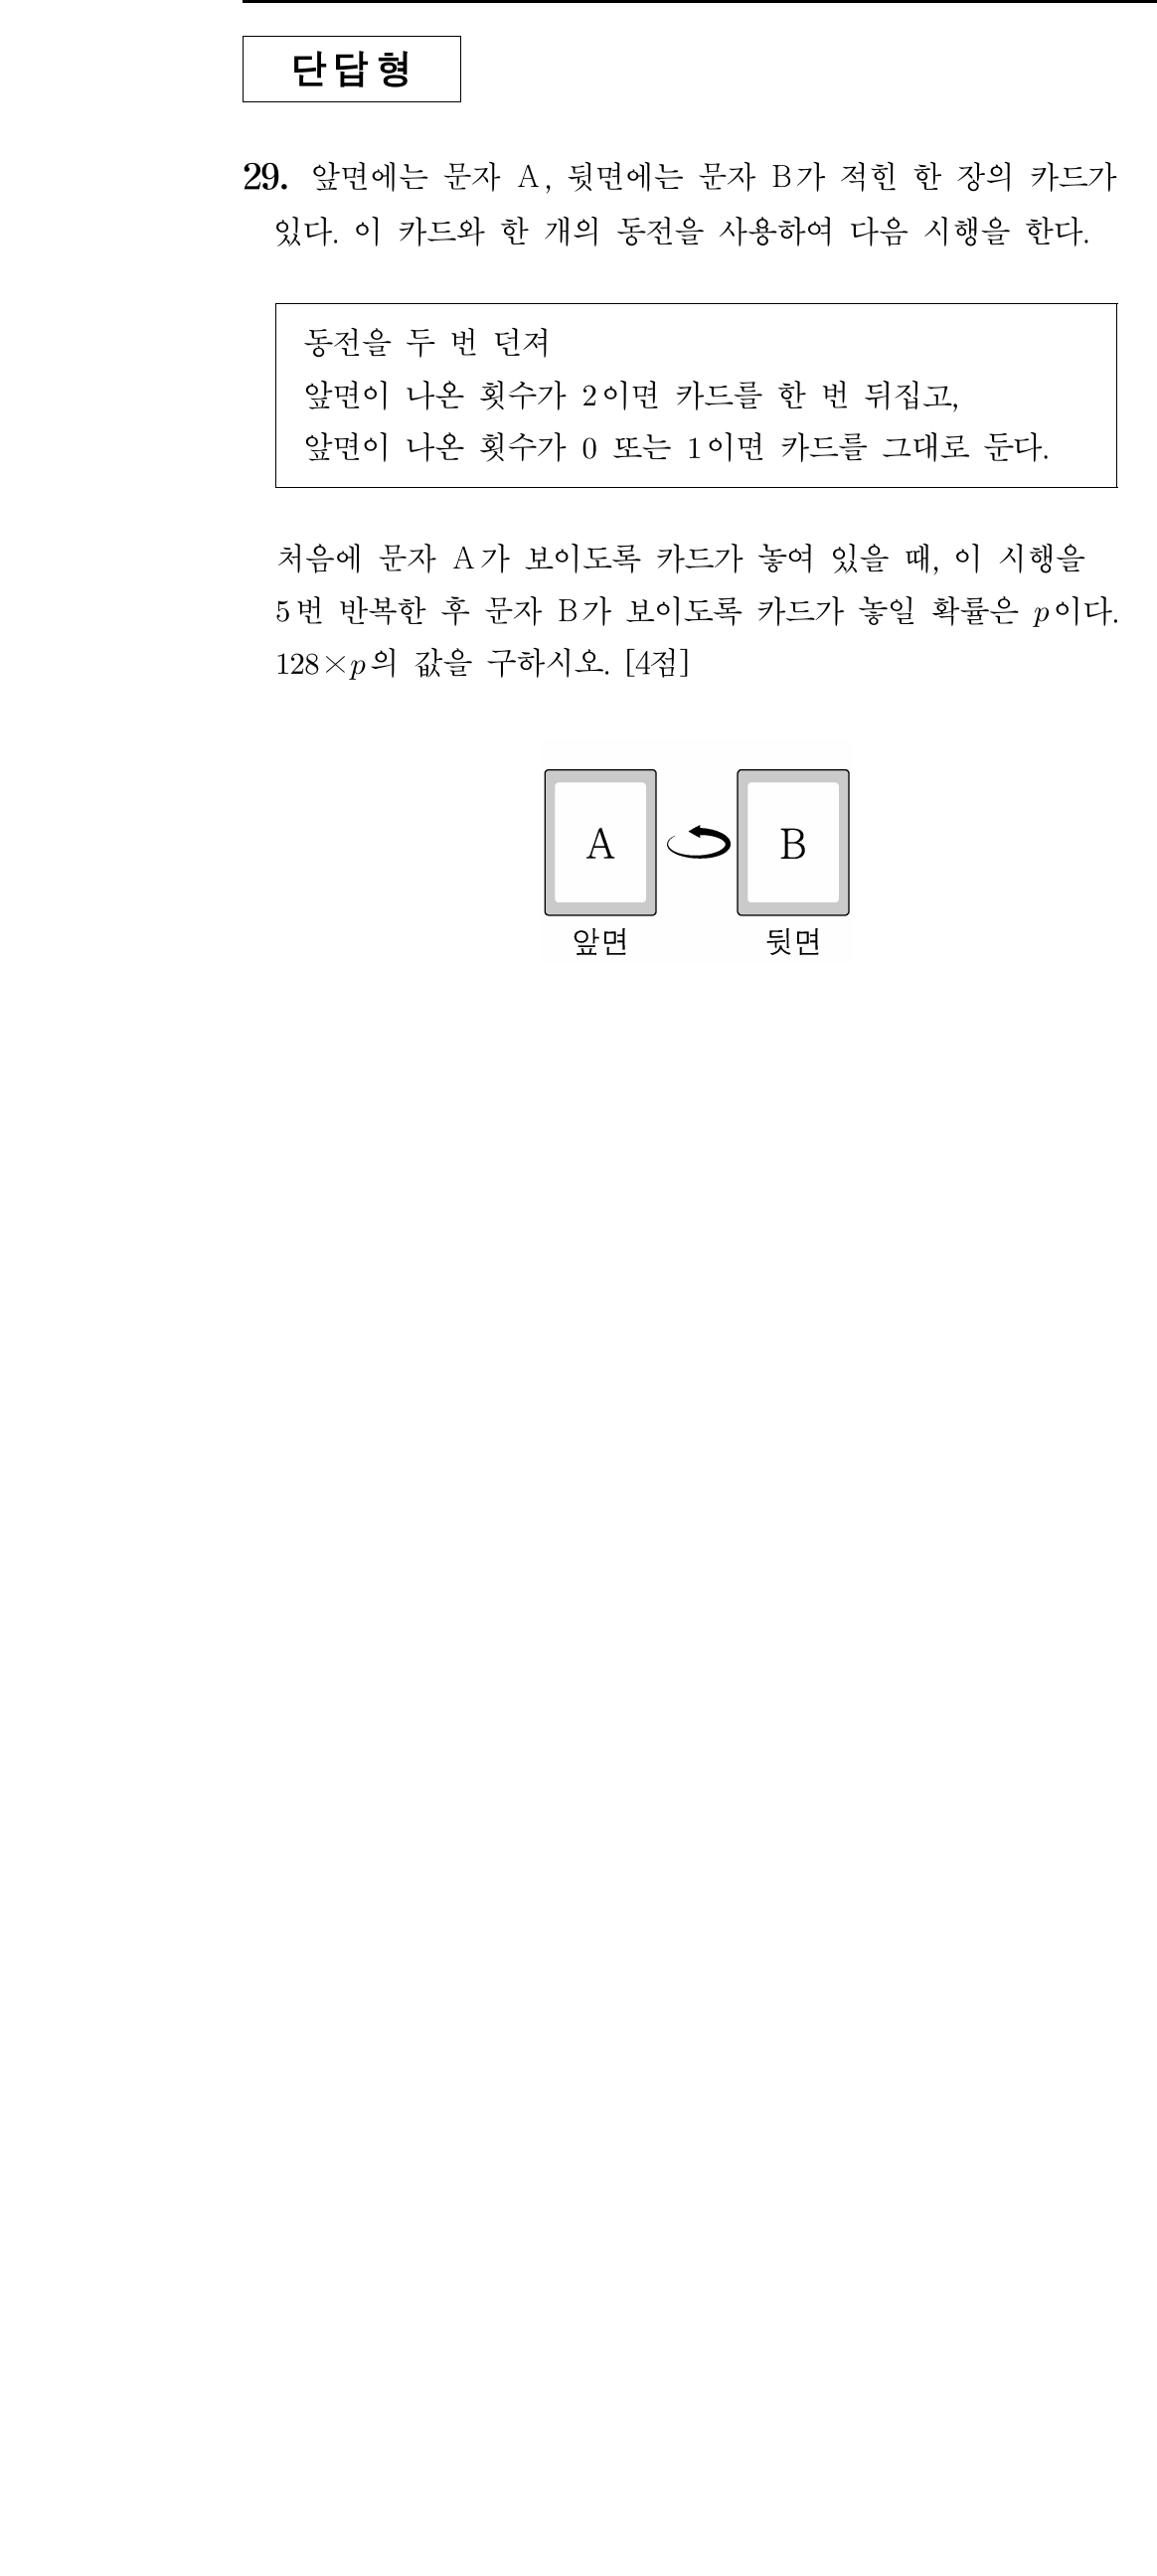 단답형
29. 앞면에는 문자 A, 뒷면에는 문자 B가 적힌 한 장의 카드가
있다. 이 카드와 한 개의 동전을 사용하여 다음 시행을 한다.
동전을 두 번 던져
앞면이 나온 횟수가 2이면 카드를 한 번 뒤집고,
앞면이 나온 횟수가 0 또는 1이면 카드를 그대로 둔다.
처음에 문자 A가 보이도록 카드가 놓여 있을 때, 이 시행을
5번 반복한 후 문자 B가 보이도록 카드가 놓일 확률은 p이다.
128×p의 값을 구하시오. [4점]
A B
앞면 뒷면